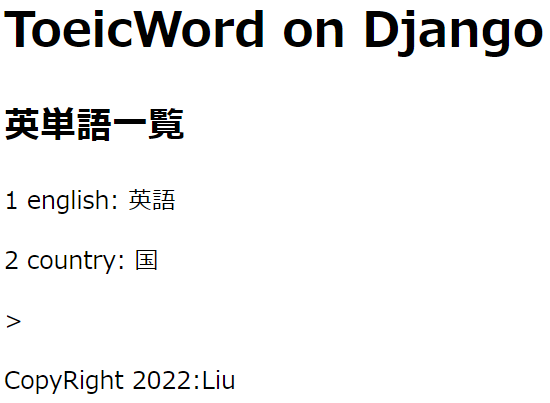 ToeicWord on Django
英単語一覧
1 english: 英語
2 country: 国
>
CopyRight 2022:Liu